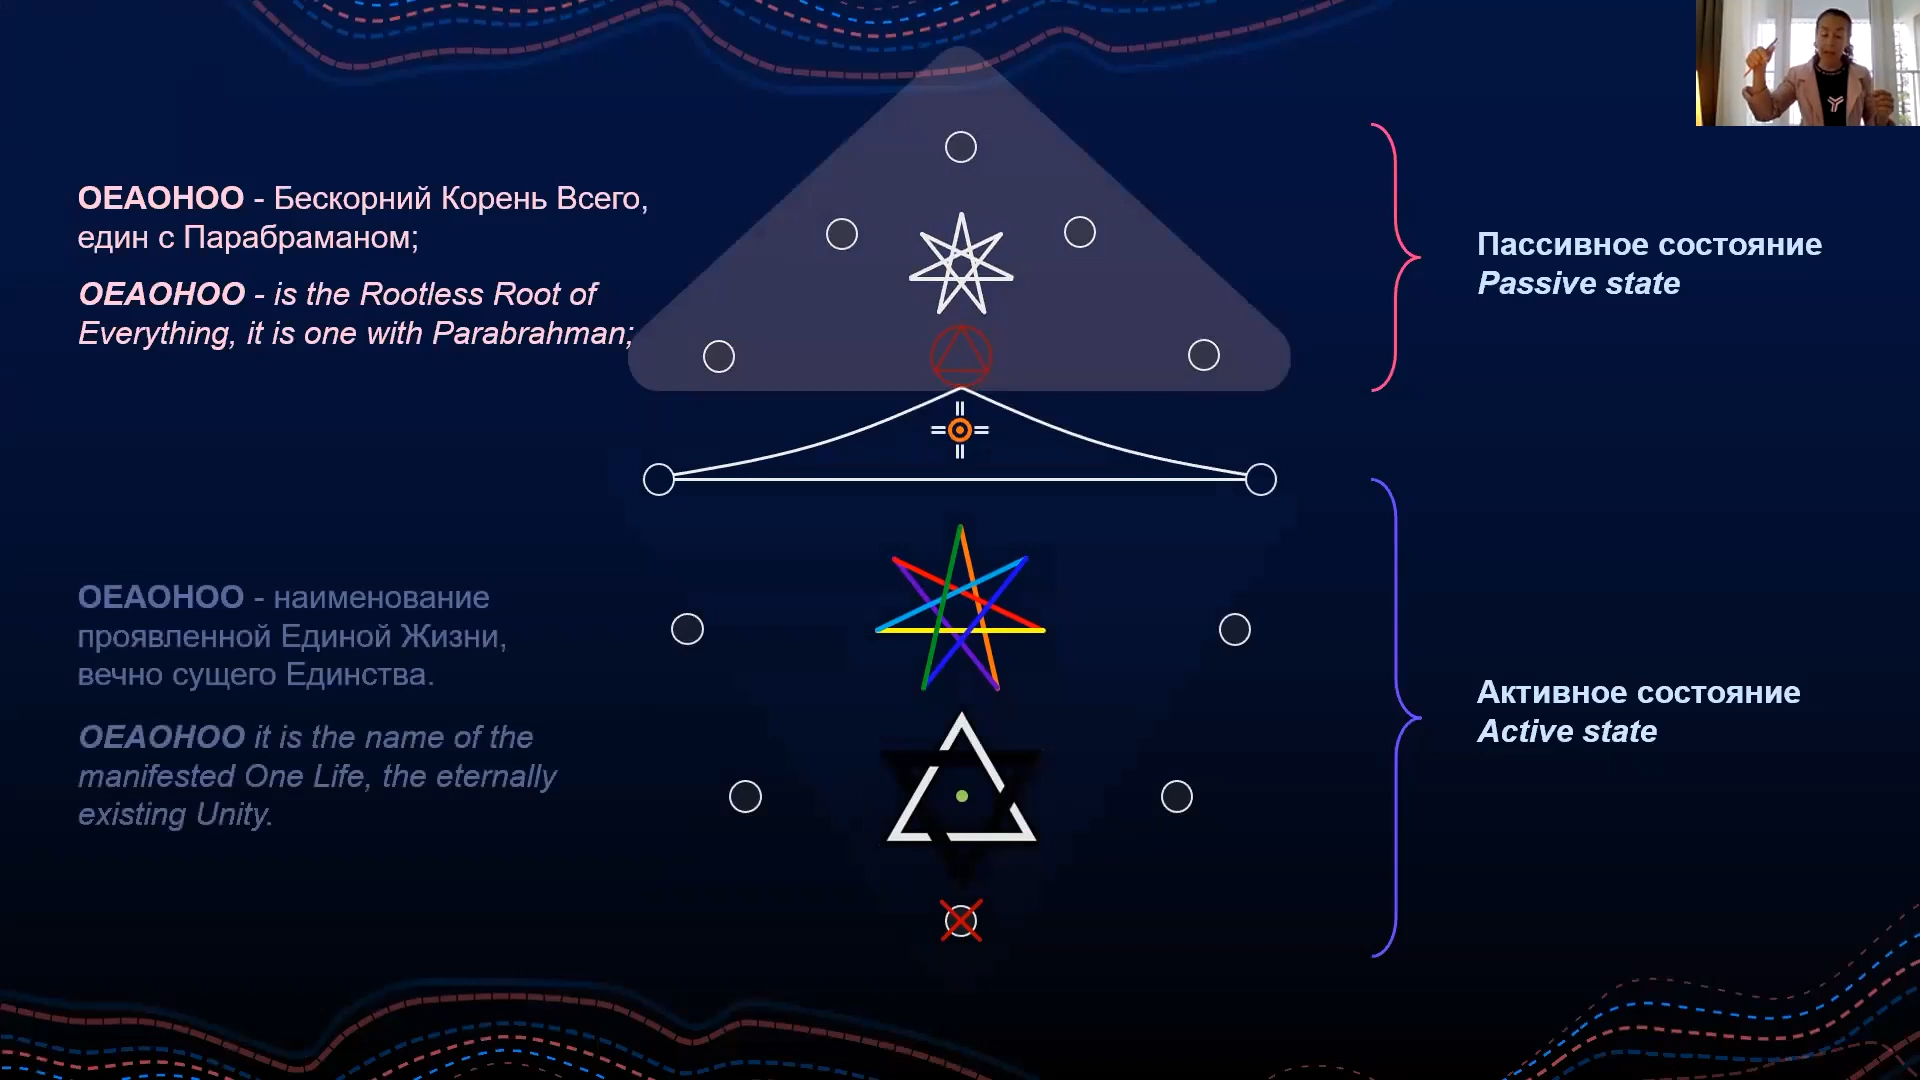 ОЕАОНОО - Бескорний Корень Всего,
един с Парабраманом;
OEAOHOO - is the Rootless Root of
Everything, it is one with Parabrahman;
Пассивное состояние
Passive state
ОЕАОНОО - наименование
проявленной Единой Жизни,
вечно сущего Единства.
OEAOHOO it is the name of the
manifested One Life, the eternally
existing Unity.
Активное состояние
Active state